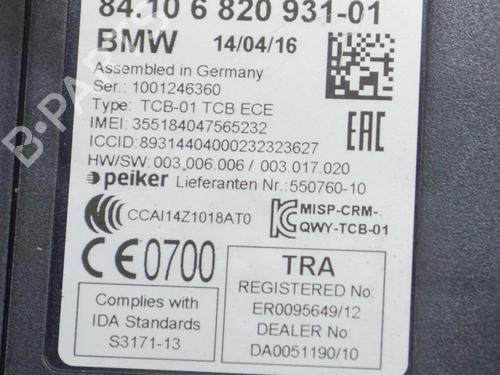 84.10 6 820 931-01
BMW 14/04/16
Assembled in Germany
Ser.: 1001246360
Type: TCB-01 TCB ECE
IMEI: 355184047565232
ICCID:89314404000232323627
HW/SW: 003,006.006 / 003.017.020
peiker Lieferanten Nr.:550760-10
CCAI14Z1018AT0
MISP-CRM-
QWY-TCB-01
CE0700
EAC
Complies with
IDA Standards
S3171-13
TRA
REGISTERED No:
ER0095649/12
DEALER No:
DA0051190/10
B-PARTS